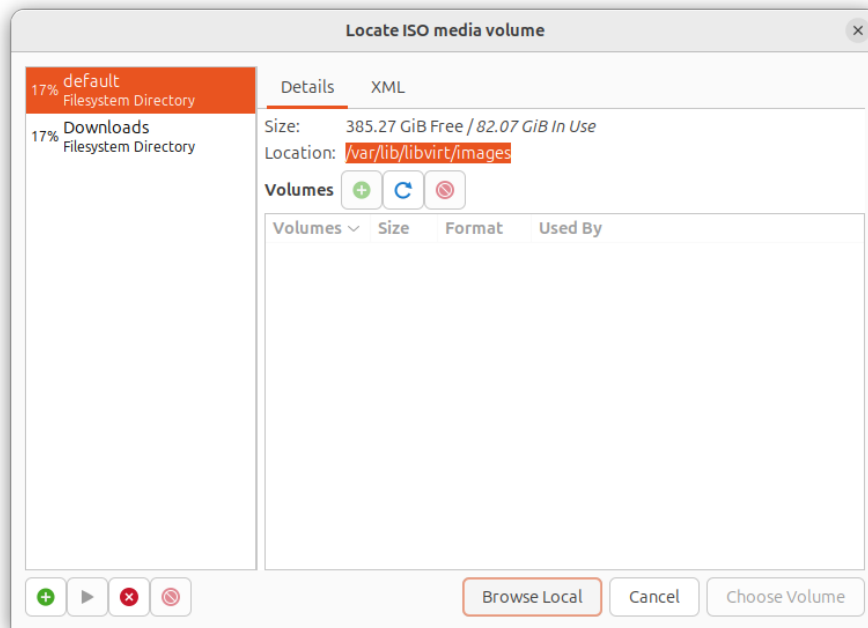 Locate ISO media volume
17% default
Filesystem Directory
17% Downloads
Filesystem Directory
Details XML
Size: 385.27 GiB Free / 82.07 GiB In Use
Location: /var/lib/libvirt/images
Volumes
Volumes Size Format Used By
Browse Local Cancel Choose Volume